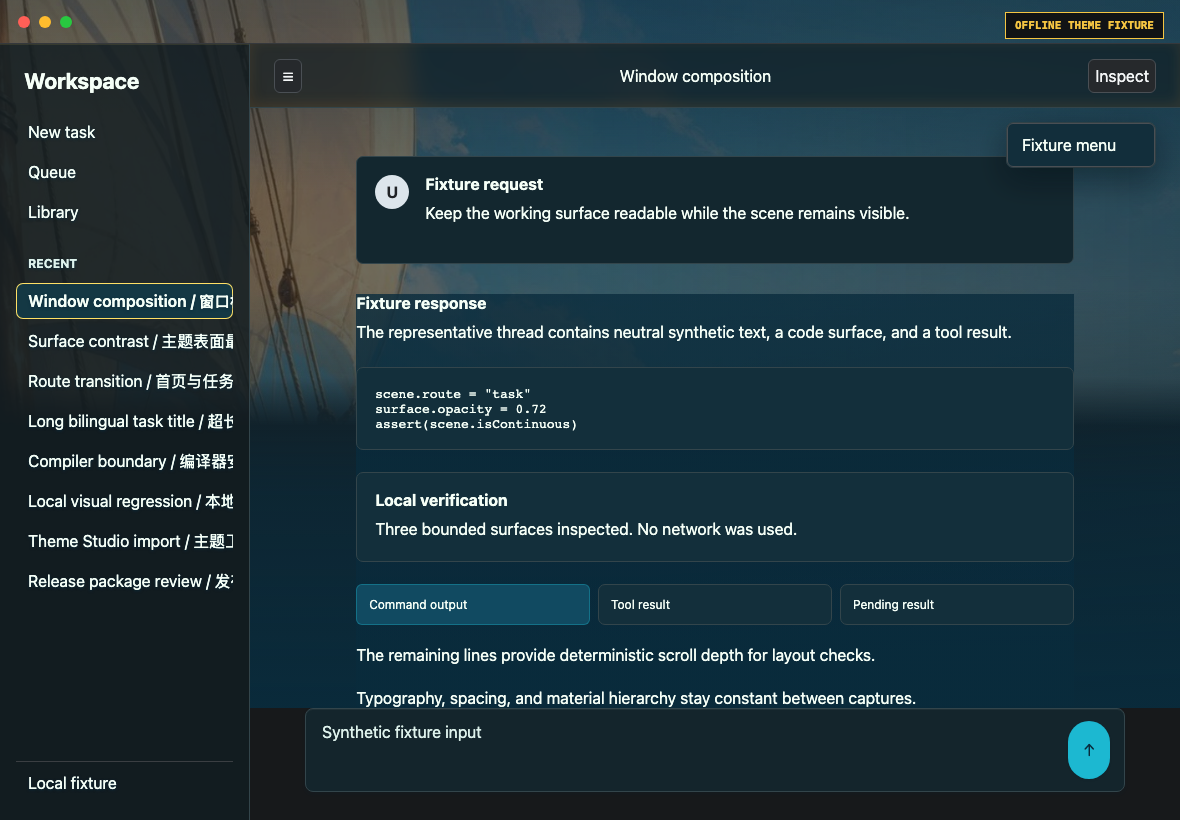 OFFLINE THEME FIXTURE
Workspace
New task
Queue
Library
RECENT
Window composition / 窗口
Surface contrast / 主题表面最
Route transition / 首页与任务
Long bilingual task title / 超长
Compiler boundary / 编译器安
Local visual regression / 本地
Theme Studio import / 主题工
Release package review / 发布
Local fixture
Window composition
Inspect
Fixture menu
U
Fixture request
Keep the working surface readable while the scene remains visible.
Fixture response
The representative thread contains neutral synthetic text, a code surface, and a tool result.
scene.route = "task"
surface.opacity = 0.72
assert(scene.isContinuous)
Local verification
Three bounded surfaces inspected. No network was used.
Command output
Tool result
Pending result
The remaining lines provide deterministic scroll depth for layout checks.
Typography, spacing, and material hierarchy stay constant between captures.
Synthetic fixture input